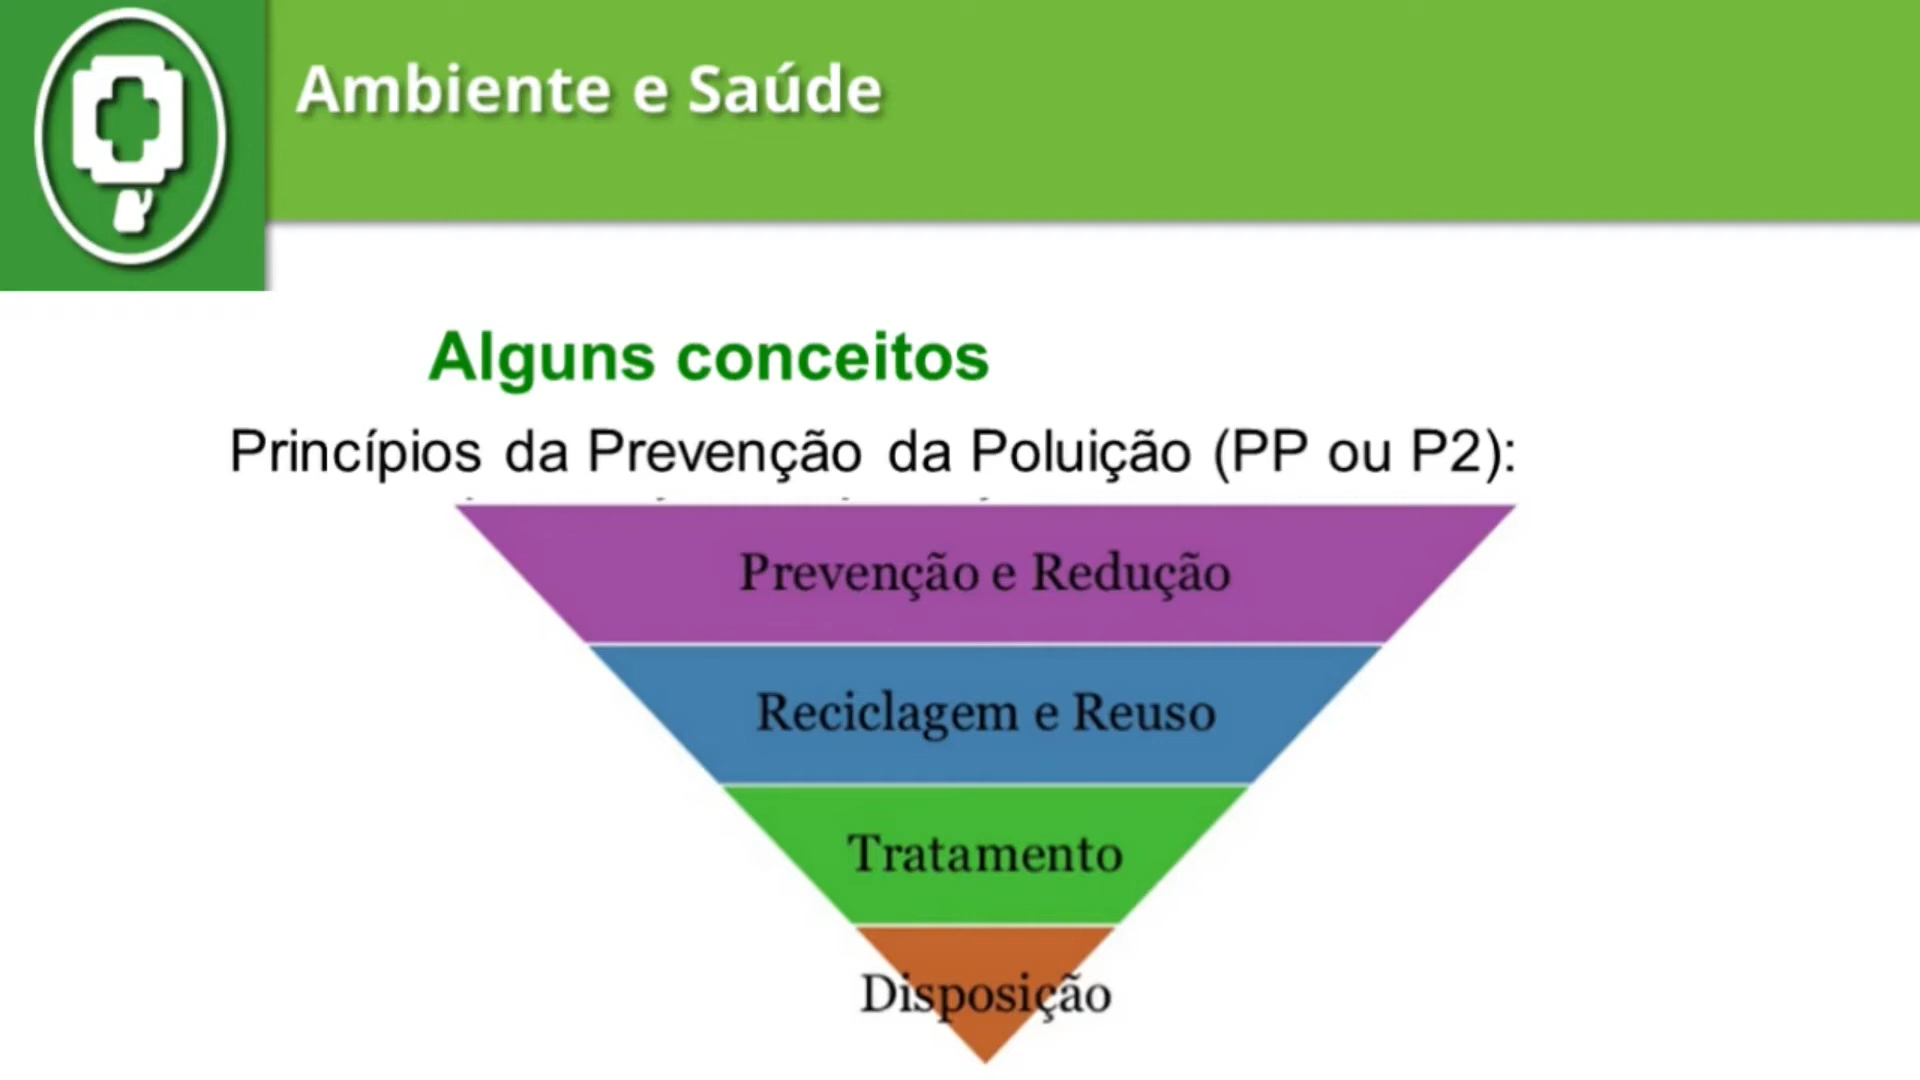 Ambiente e Saúde
Alguns conceitos
Princípios da Prevenção da Poluição (PP ou P2):
Prevenção e Redução
Reciclagem e Reuso
Tratamento
Disposição